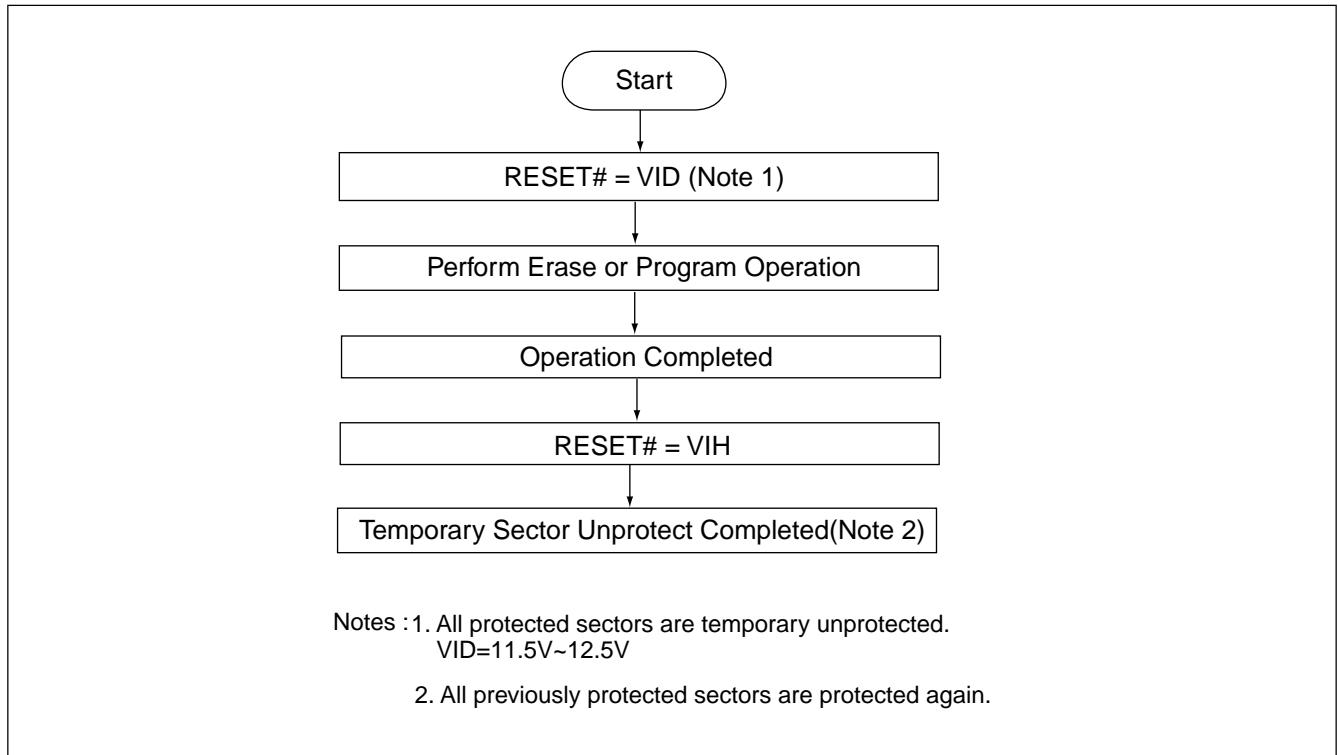 Start
RESET# = VID (Note 1)
Perform Erase or Program Operation
Operation Completed
RESET# = VIH
Temporary Sector Unprotect Completed(Note 2)
Notes : 1. All protected sectors are temporary unprotected.
VID=11.5V~12.5V
2. All previously protected sectors are protected again.